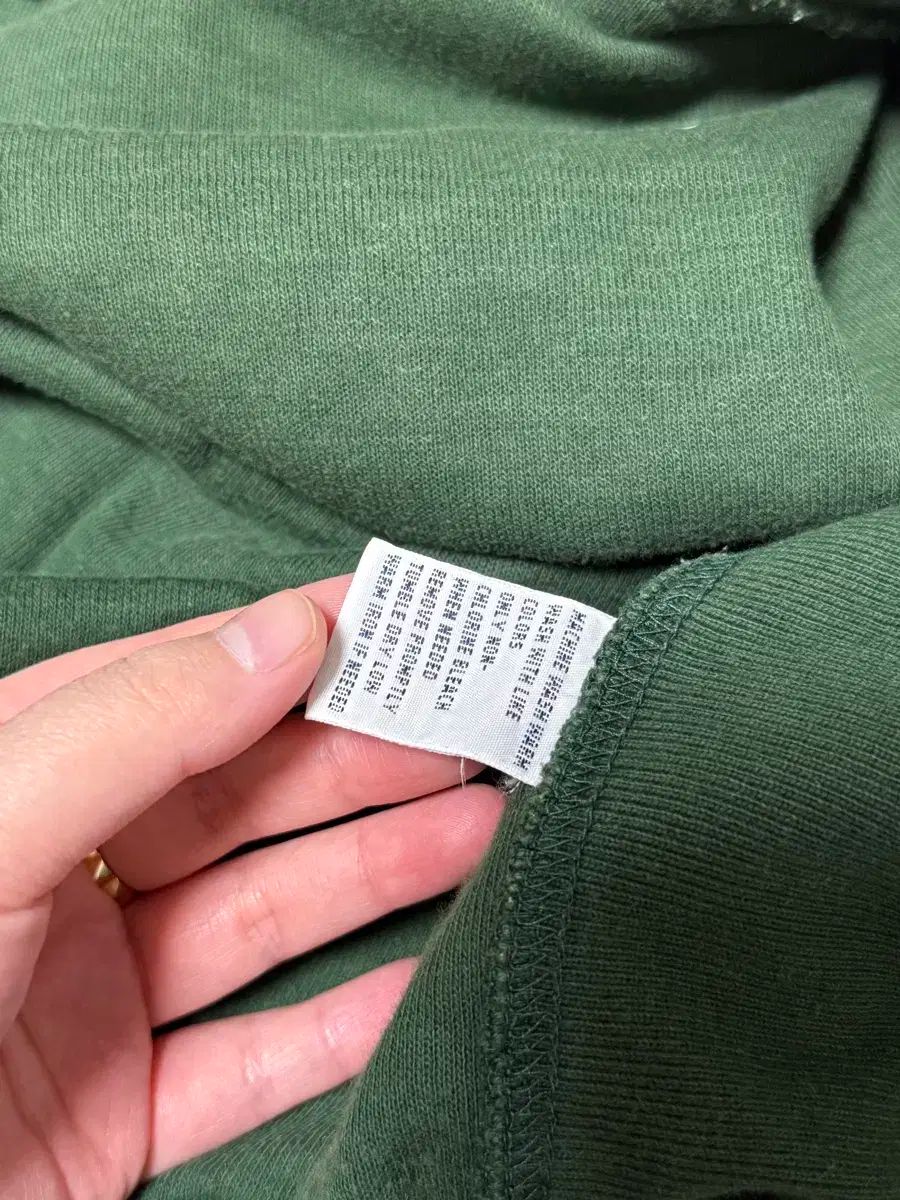 MACHINE WASH WARM
WASH WITH LIKE
COLORS
ONLY NON-
CHLORINE BLEACH
WHEN NEEDED
TUMBLE DRY LOW
REMOVE PROMPTLY
WARM IRON IF NEEDED